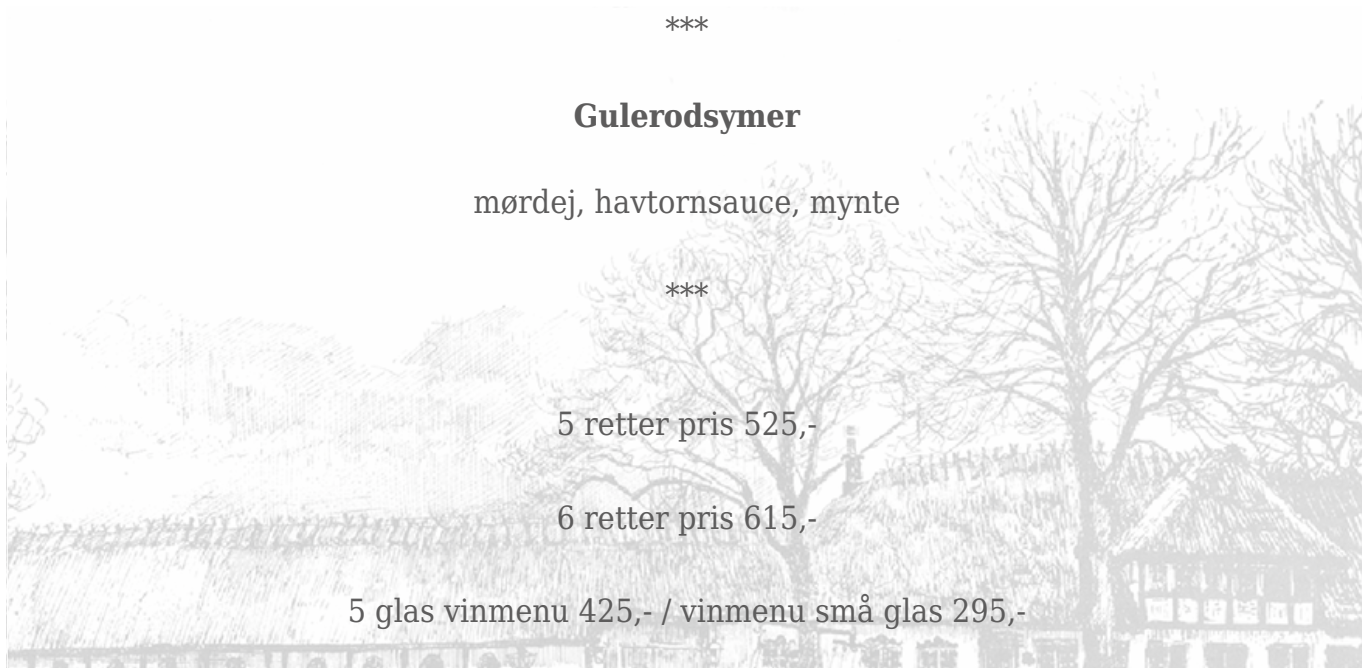 ***
Gulerodsymer
mørdej, havtornsauce, mynte
***
5 retter pris 525,-
6 retter pris 615,-
5 glas vinmenu 425,- / vinmenu små glas 295,-